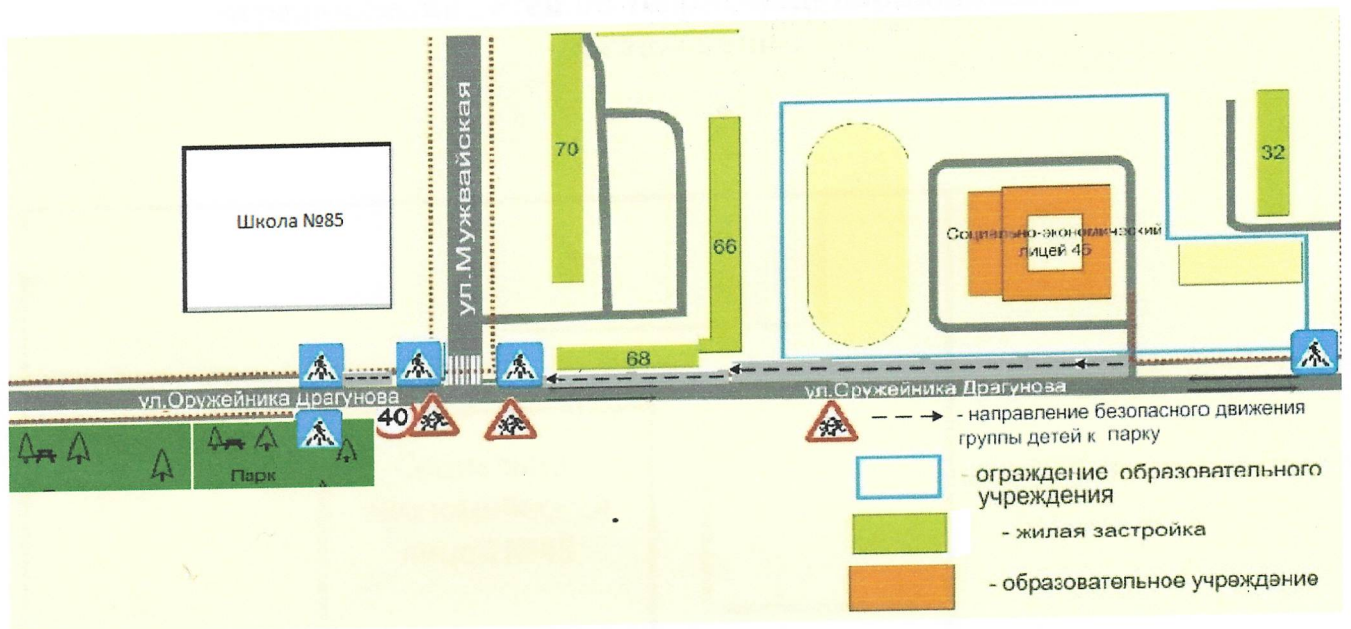 ул.Мужвайская
70
32
Школа №85
66
Социально-экономический
лицей 45
68
ул.Оружейника Драгунова
ул.Оружейника Драгунова
40
- направление безопасного движения
группы детей к парку
Парк
- ограждение образовательного
учреждения
- жилая застройка
- образовательное учреждение